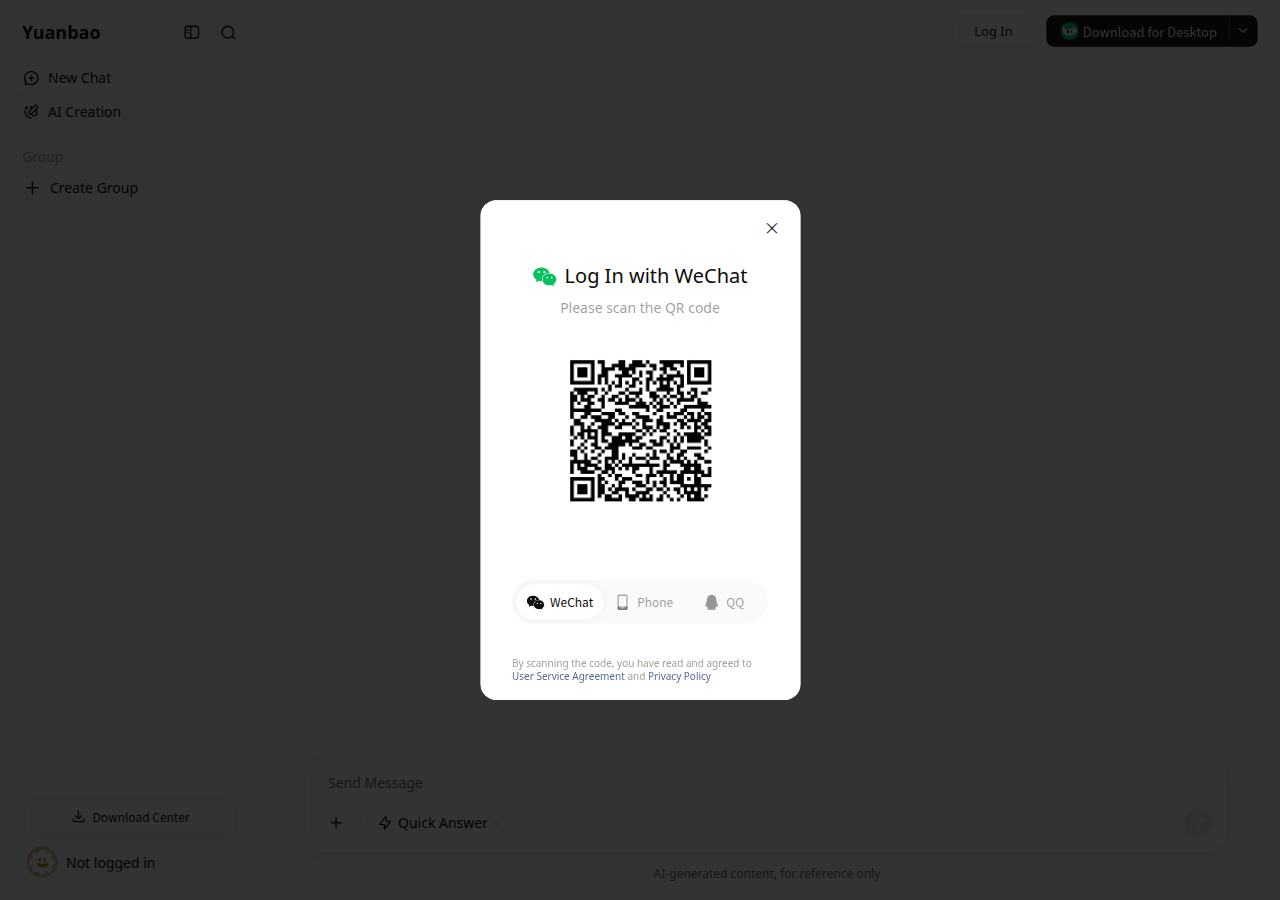 Yuanbao
New Chat
AI Creation
Group
Create Group
Log In
Download for Desktop
Log In with WeChat
Please scan the QR code
WeChat
Phone
QQ
By scanning the code, you have read and agreed to
User Service Agreement and Privacy Policy
Send Message
Quick Answer
AI-generated content, for reference only
Download Center
Not logged in